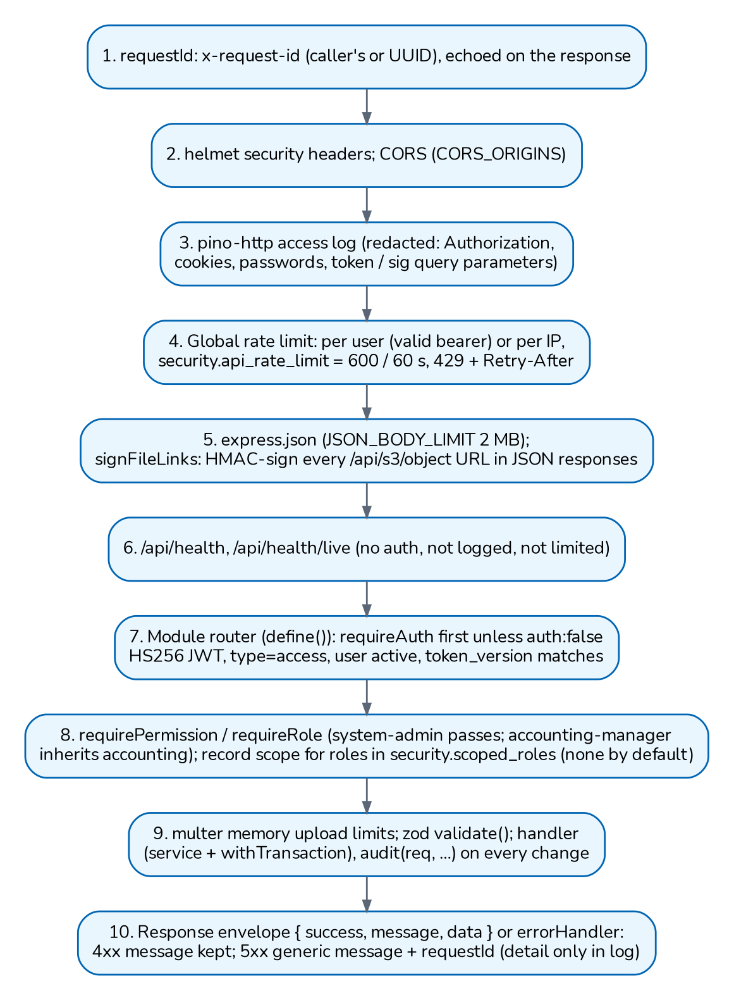 1. requestId: x-request-id (caller's or UUID), echoed on the response
2. helmet security headers; CORS (CORS_ORIGINS)
3. pino-http access log (redacted: Authorization,
cookies, passwords, token / sig query parameters)
4. Global rate limit: per user (valid bearer) or per IP,
security.api_rate_limit = 600 / 60 s, 429 + Retry-After
5. express.json (JSON_BODY_LIMIT 2 MB);
signFileLinks: HMAC-sign every /api/s3/object URL in JSON responses
6. /api/health, /api/health/live (no auth, not logged, not limited)
7. Module router (define()): requireAuth first unless auth:false
HS256 JWT, type=access, user active, token_version matches
8. requirePermission / requireRole (system-admin passes; accounting-manager
inherits accounting); record scope for roles in security.scoped_roles (none by default)
9. multer memory upload limits; zod validate(); handler
(service + withTransaction), audit(req, ...) on every change
10. Response envelope { success, message, data } or errorHandler:
4xx message kept; 5xx generic message + requestId (detail only in log)